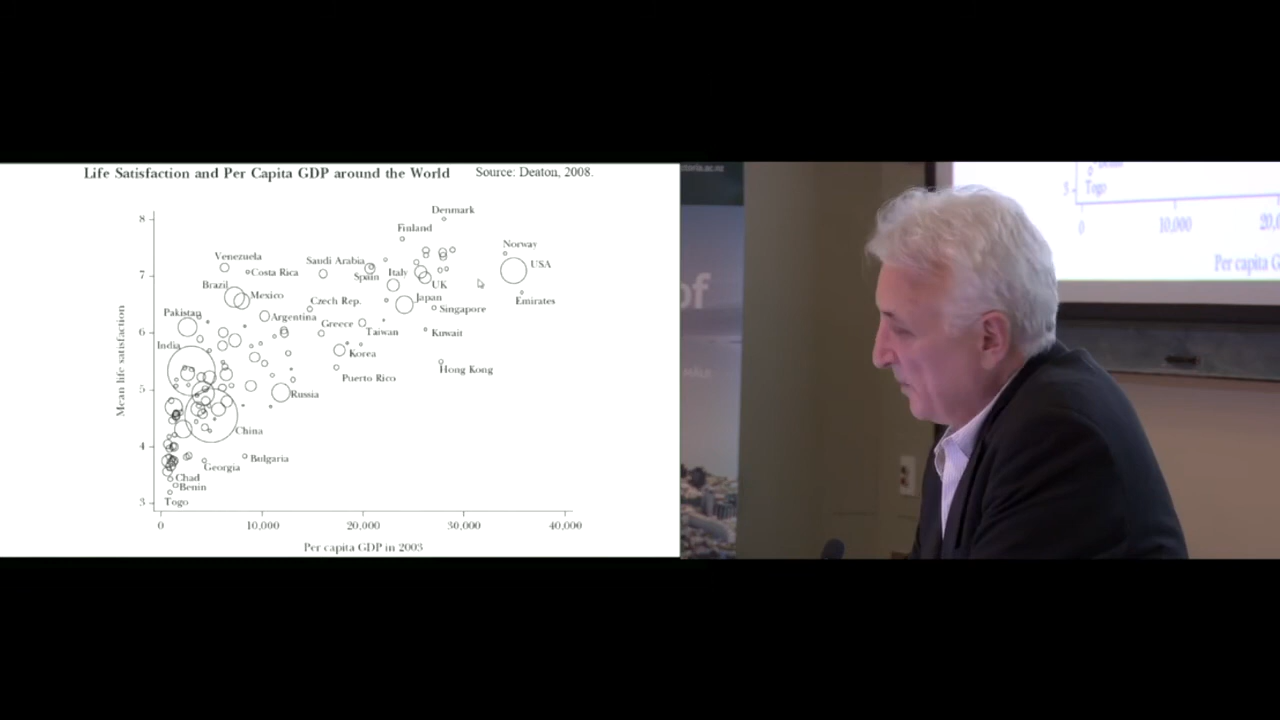 Life Satisfaction and Per Capita GDP around the World
Source: Deaton, 2008.
Denmark
Finland
Norway
Venezuela
Saudi Arabia
USA
Costa Rica
Spain
Italy
UK
Brazil
Mexico
Czech Rep.
Japan
Emirates
Pakistan
Argentina
Singapore
Greece
Taiwan
Kuwait
India
Korea
Hong Kong
Puerto Rico
Russia
China
Bulgaria
Georgia
Chad
Benin
Togo
Mean life satisfaction
8
7
6
5
4
3
0 10,000 20,000 30,000 40,000
Per capita GDP in 2003
of
5
Togo
0 10,000
Per capita G